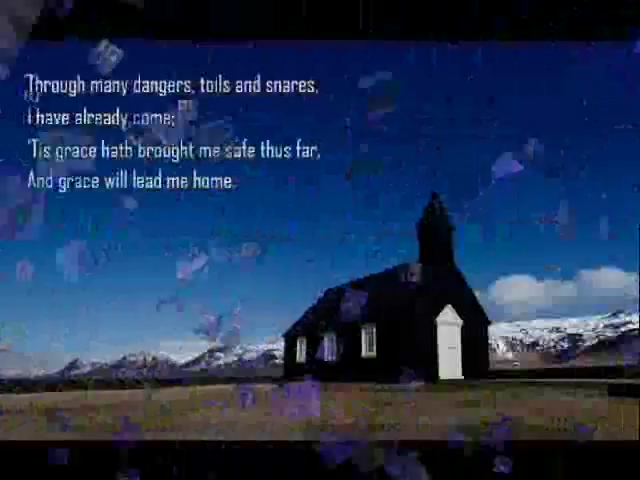 Through many dangers, toils and snares,
I have already come;
'Tis grace hath brought me safe thus far,
And grace will lead me home.